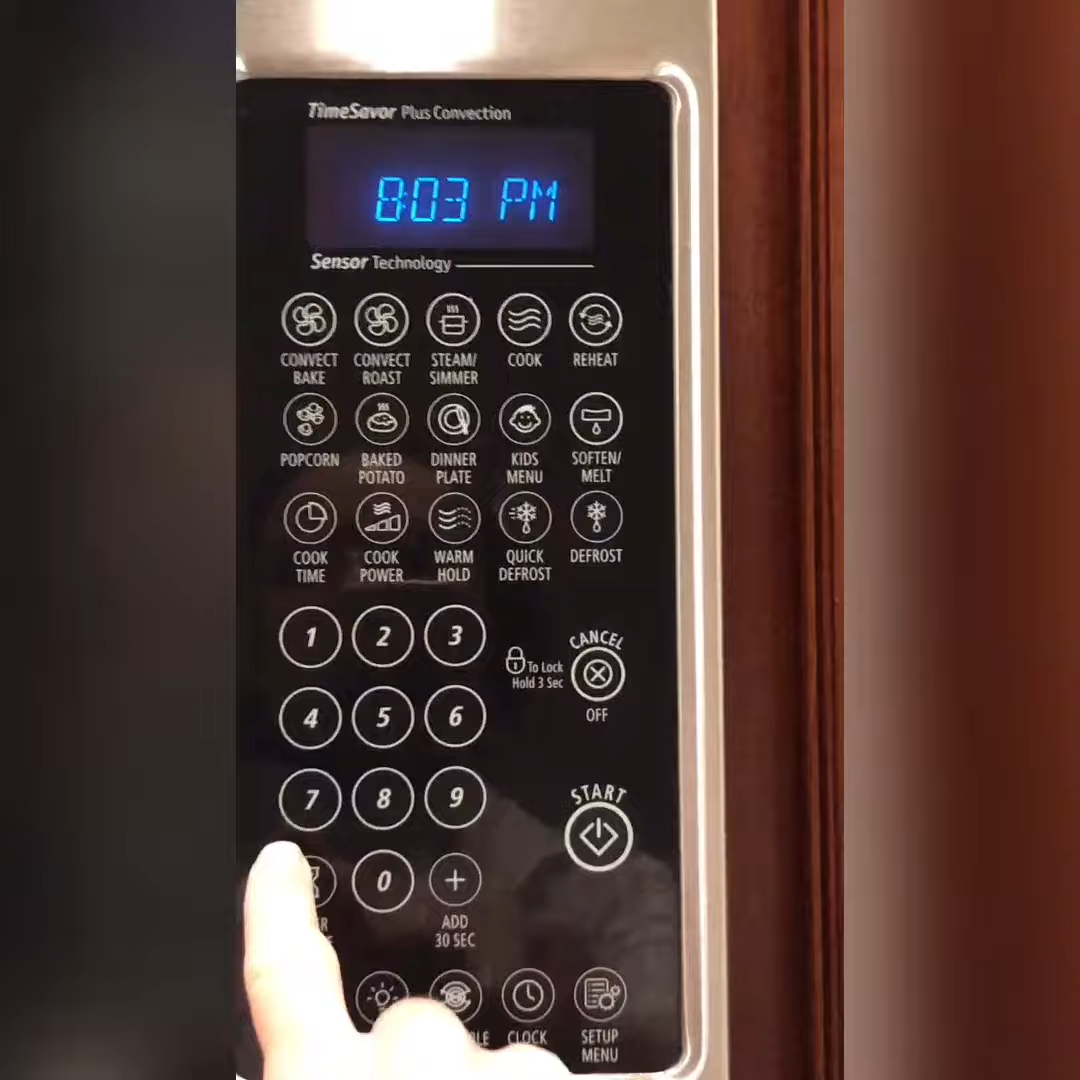 TimeSavor Plus Convection
8:03 PM
Sensor Technology
CONVECT BAKE
CONVECT ROAST
STEAM/ SIMMER
COOK
REHEAT
POPCORN
BAKED POTATO
DINNER PLATE
KIDS MENU
SOFTEN/ MELT
COOK TIME
COOK POWER
WARM HOLD
QUICK DEFROST
DEFROST
1 2 3
CANCEL
To Lock
Hold 3 Sec
OFF
4 5 6
7 8 9
START
0 +
ADD
30 SEC
CLOCK
SETUP MENU